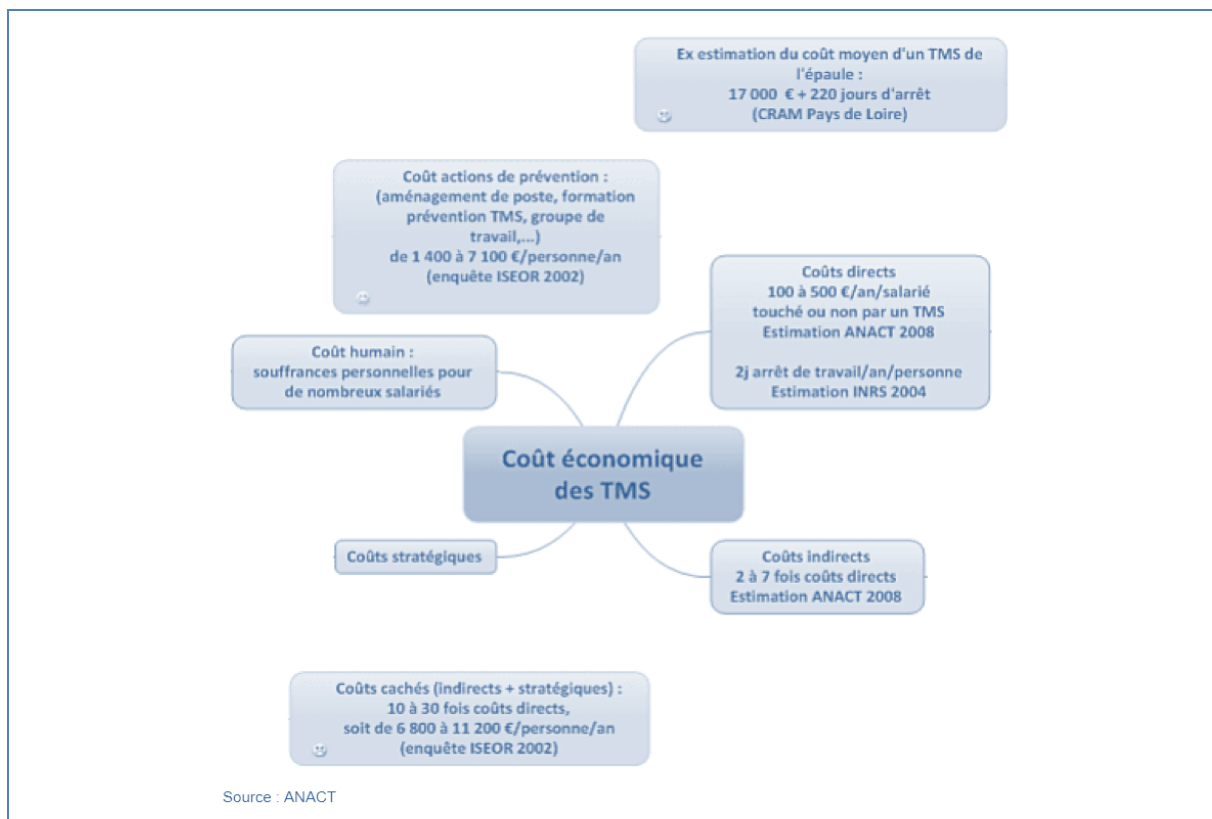 Ex estimation du coût moyen d'un TMS de
l'épaule :
17 000 € + 220 jours d'arrêt
(CRAM Pays de Loire)
Coût actions de prévention :
(aménagement de poste, formation
prévention TMS, groupe de
travail,...)
de 1 400 à 7 100 €/personne/an
(enquête ISEOR 2002)
Coûts directs
100 à 500 €/an/salarié
touché ou non par un TMS
Estimation ANACT 2008
2j arrêt de travail/an/personne
Estimation INRS 2004
Coût humain :
souffrances personnelles pour
de nombreux salariés
Coût économique
des TMS
Coûts stratégiques
Coûts indirects
2 à 7 fois coûts directs
Estimation ANACT 2008
Coûts cachés (indirects + stratégiques) :
10 à 30 fois coûts directs,
soit de 6 800 à 11 200 €/personne/an
(enquête ISEOR 2002)
Source : ANACT